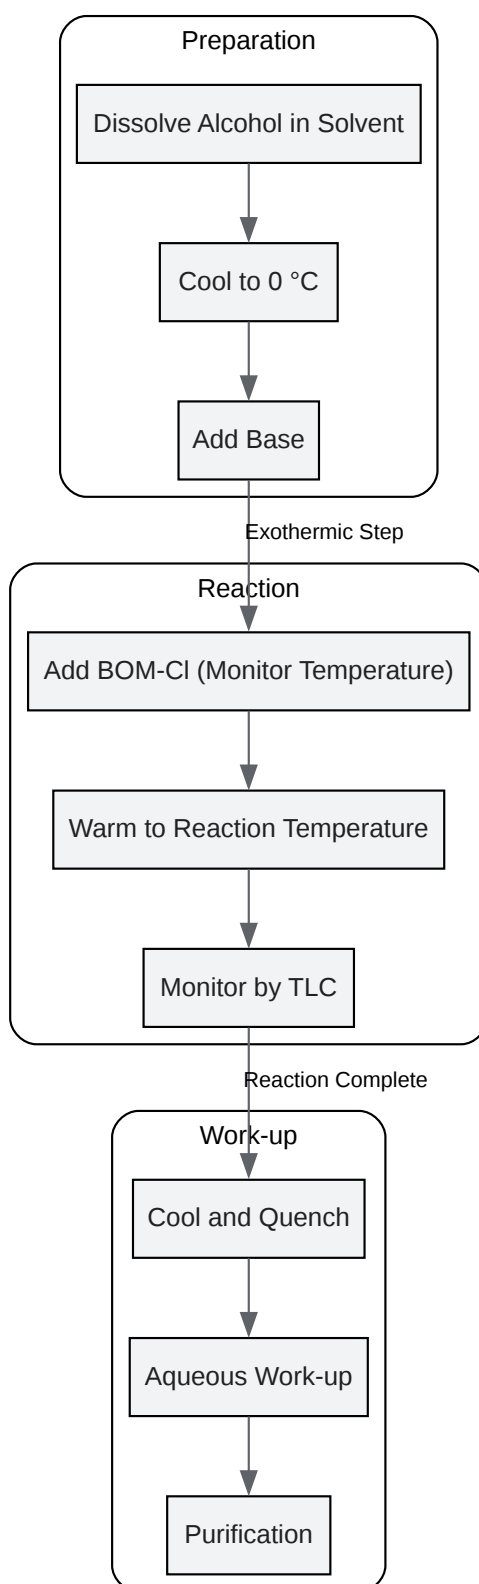 Preparation
Dissolve Alcohol in Solvent
Cool to 0 °C
Add Base
Exothermic Step
Reaction
Add BOM-Cl (Monitor Temperature)
Warm to Reaction Temperature
Monitor by TLC
Reaction Complete
Work-up
Cool and Quench
Aqueous Work-up
Purification